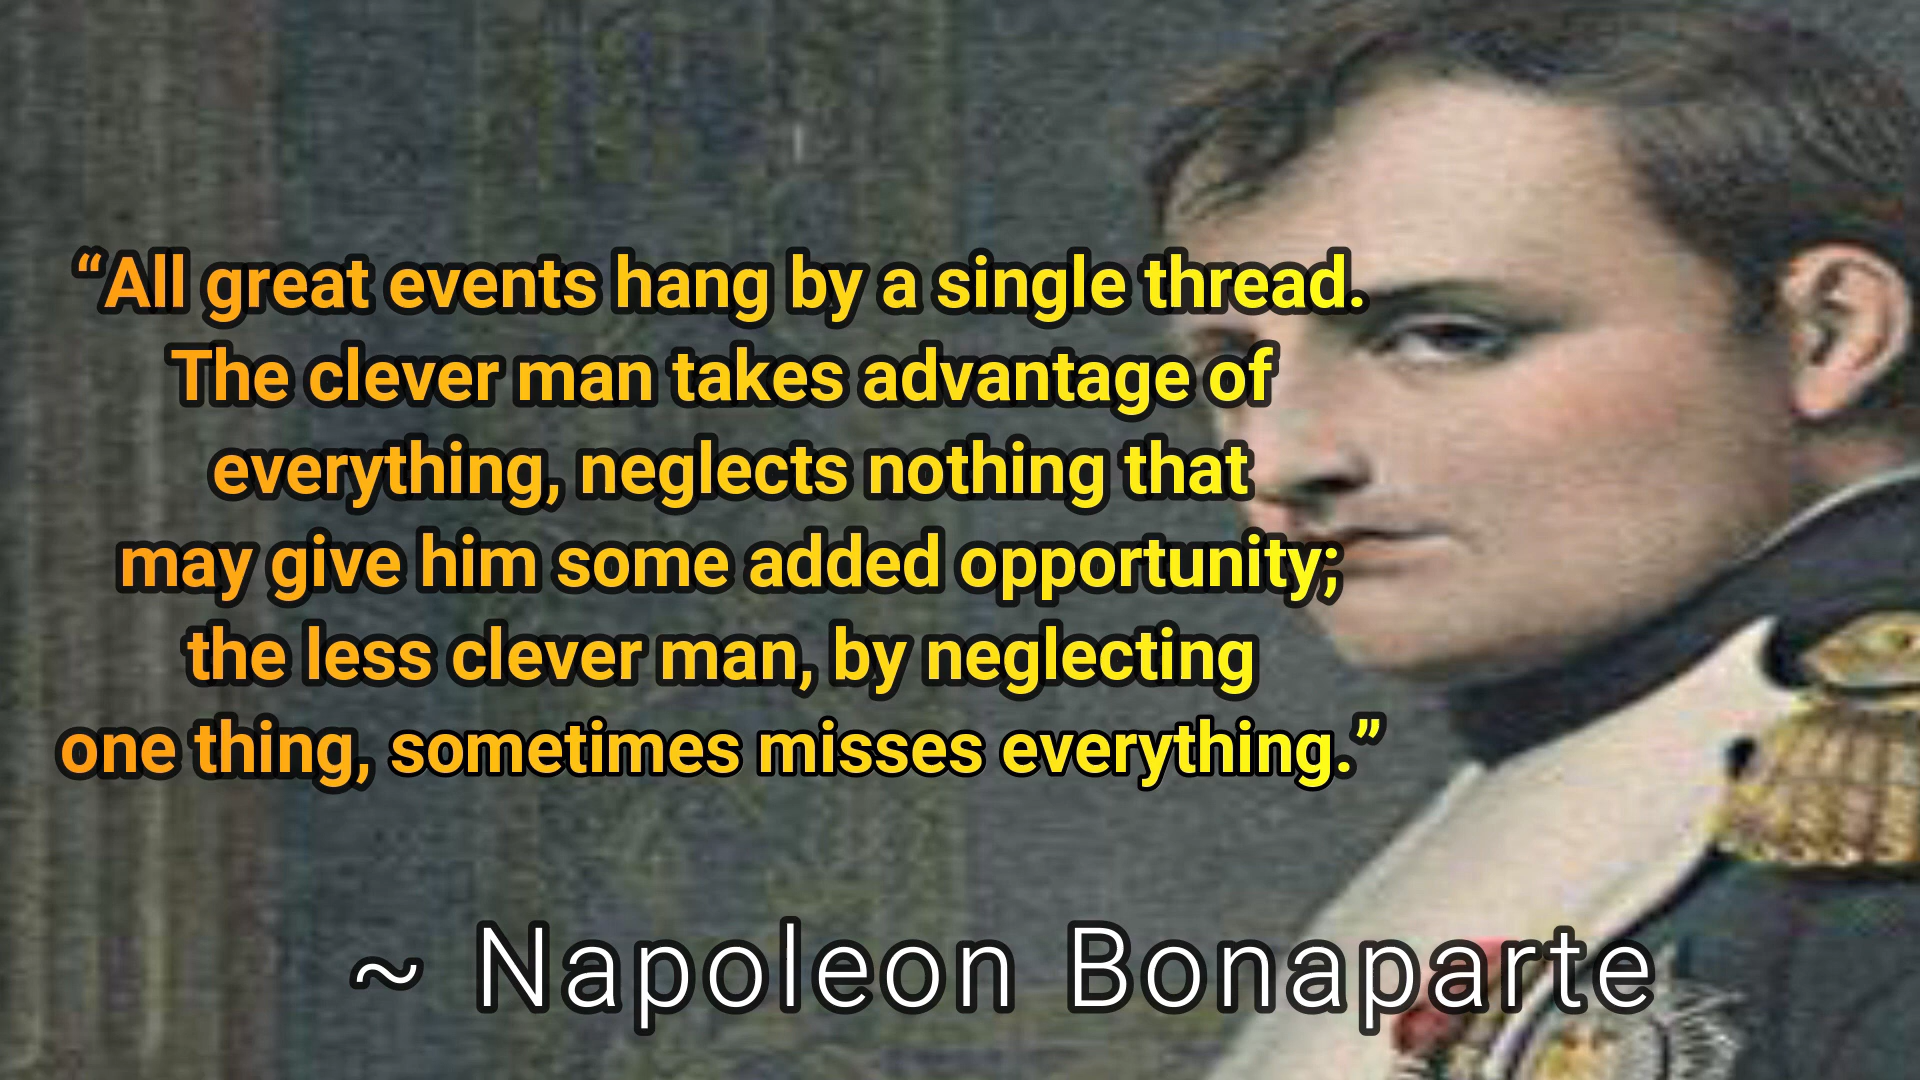 “All great events hang by a single thread.
The clever man takes advantage of
everything, neglects nothing that
may give him some added opportunity;
the less clever man, by neglecting
one thing, sometimes misses everything.”
~ Napoleon Bonaparte